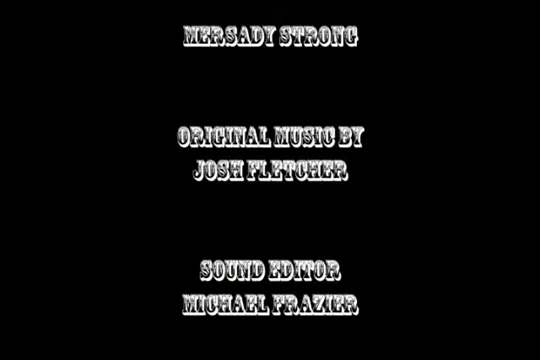 MERSADY STRONG
ORIGINAL MUSIC BY
JOSH FLETCHER
SOUND EDITOR
MICHAEL FRAZIER